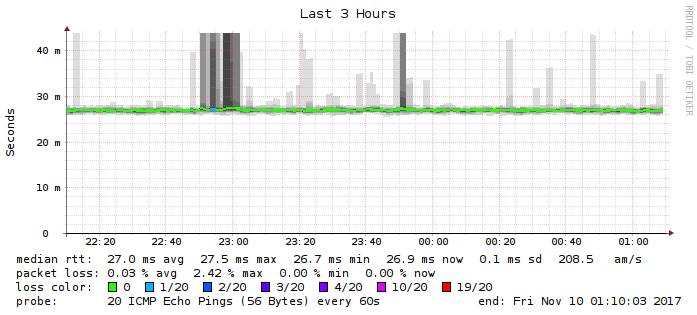 Last 3 Hours
RRDTOOL / TOBI OETIKER
Seconds
40 m
30 m
20 m
10 m
0
22:20 22:40 23:00 23:20 23:40 00:00 00:20 00:40 01:00
median rtt: 27.0 ms avg 27.5 ms max 26.7 ms min 26.9 ms now 0.1 ms sd 208.5 am/s
packet loss: 0.03 % avg 2.42 % max 0.00 % min 0.00 % now
loss color: 0 1/20 2/20 3/20 4/20 10/20 19/20
probe: 20 ICMP Echo Pings (56 Bytes) every 60s end: Fri Nov 10 01:10:03 2017